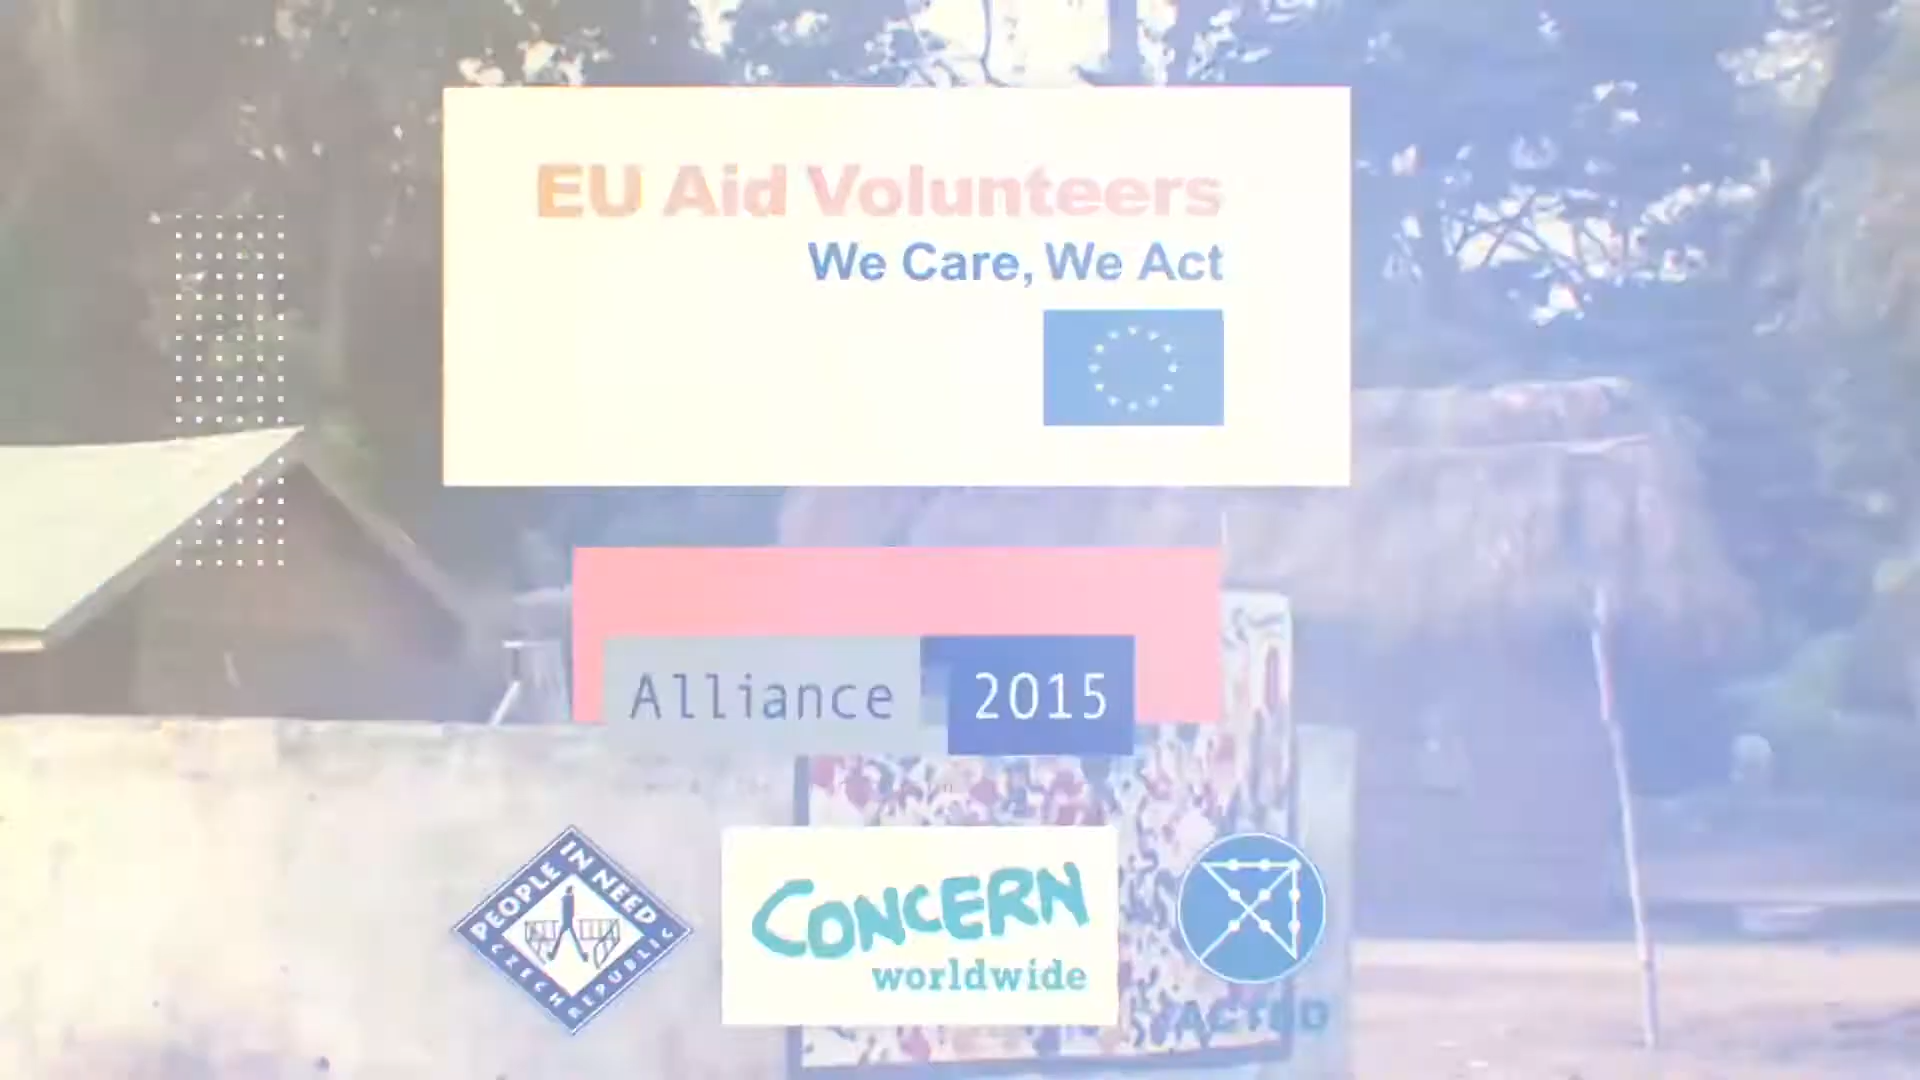 EU Aid Volunteers
We Care, We Act
Alliance 2015
PEOPLE IN NEED
CZECH REPUBLIC
CONCERN
worldwide
ACTED